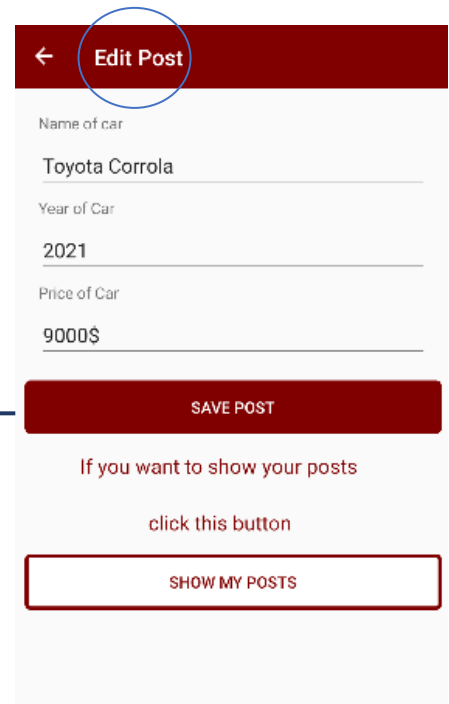 Edit Post
Name of car
Toyota Corrola
Year of Car
2021
Price of Car
9000$
SAVE POST
If you want to show your posts
click this button
SHOW MY POSTS